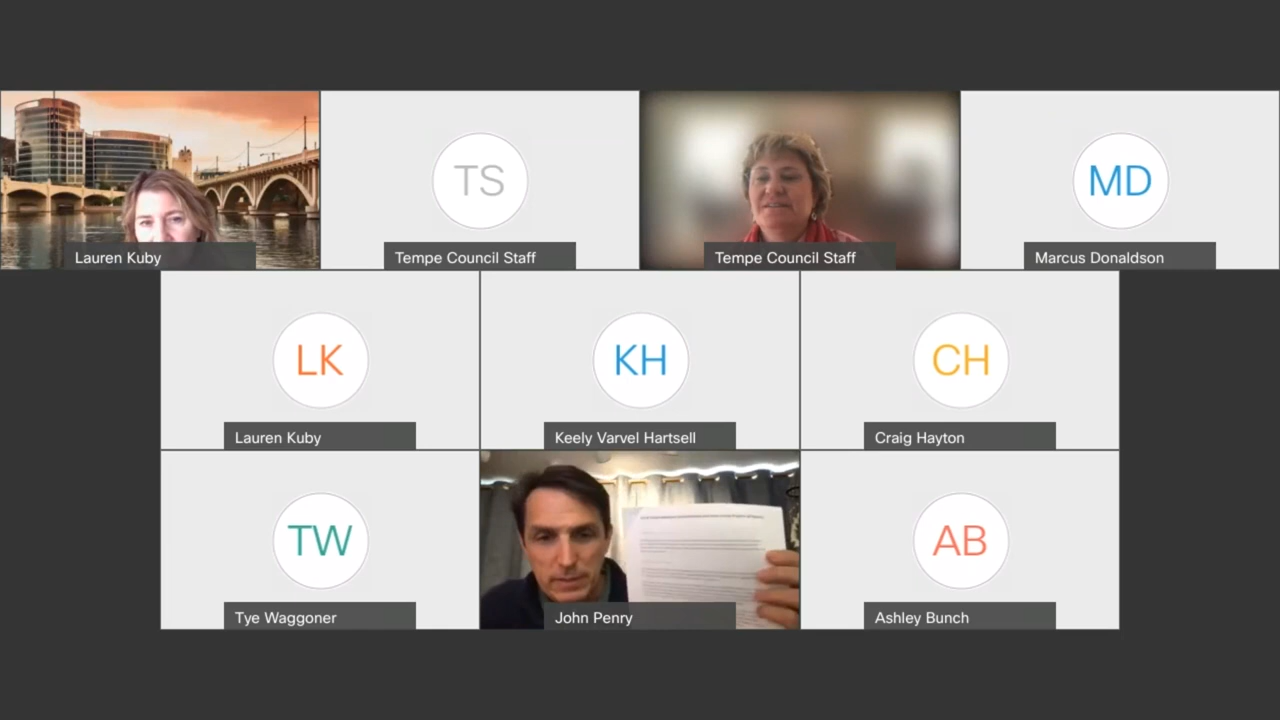 Lauren Kuby
TS
Tempe Council Staff
Tempe Council Staff
MD
Marcus Donaldson
LK
Lauren Kuby
KH
Keely Varvel Hartsell
CH
Craig Hayton
TW
Tye Waggoner
John Penry
AB
Ashley Bunch